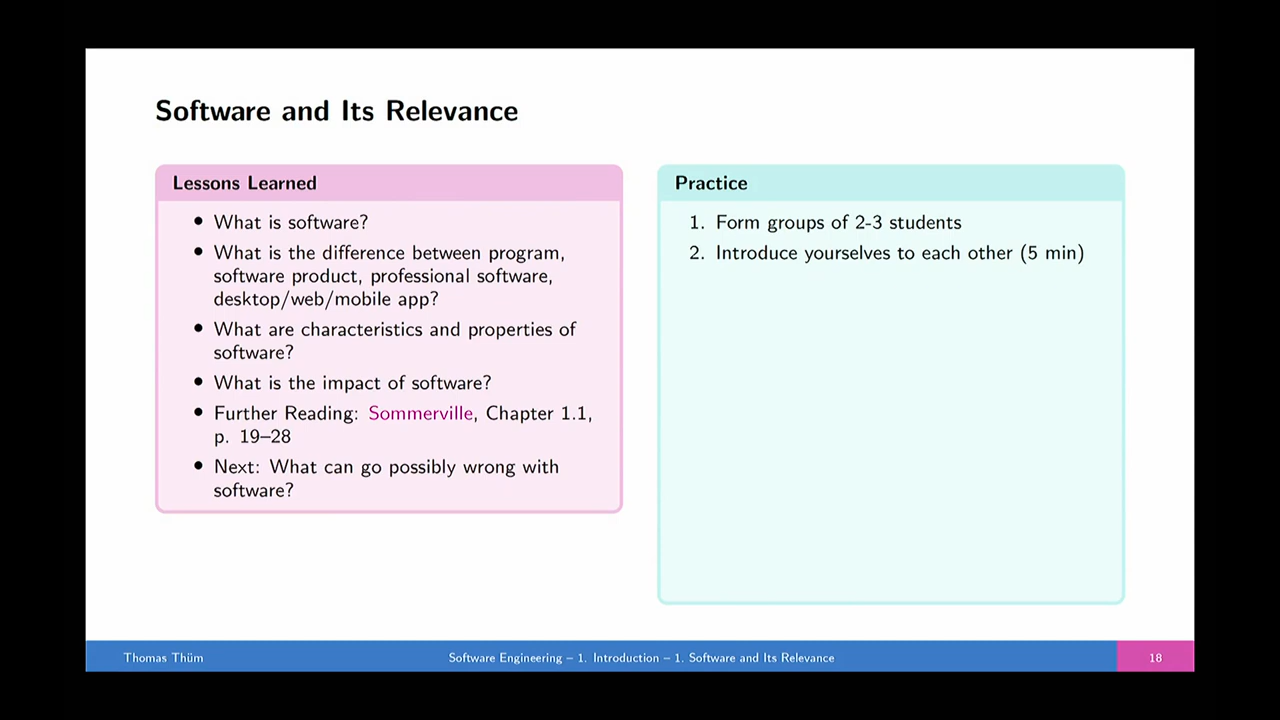 Software and Its Relevance
Lessons Learned
• What is software?
• What is the difference between program,
software product, professional software,
desktop/web/mobile app?
• What are characteristics and properties of
software?
• What is the impact of software?
• Further Reading: Sommerville, Chapter 1.1,
p. 19–28
• Next: What can go possibly wrong with
software?
Practice
1. Form groups of 2-3 students
2. Introduce yourselves to each other (5 min)
Thomas Thüm
Software Engineering – 1. Introduction – 1. Software and Its Relevance
18